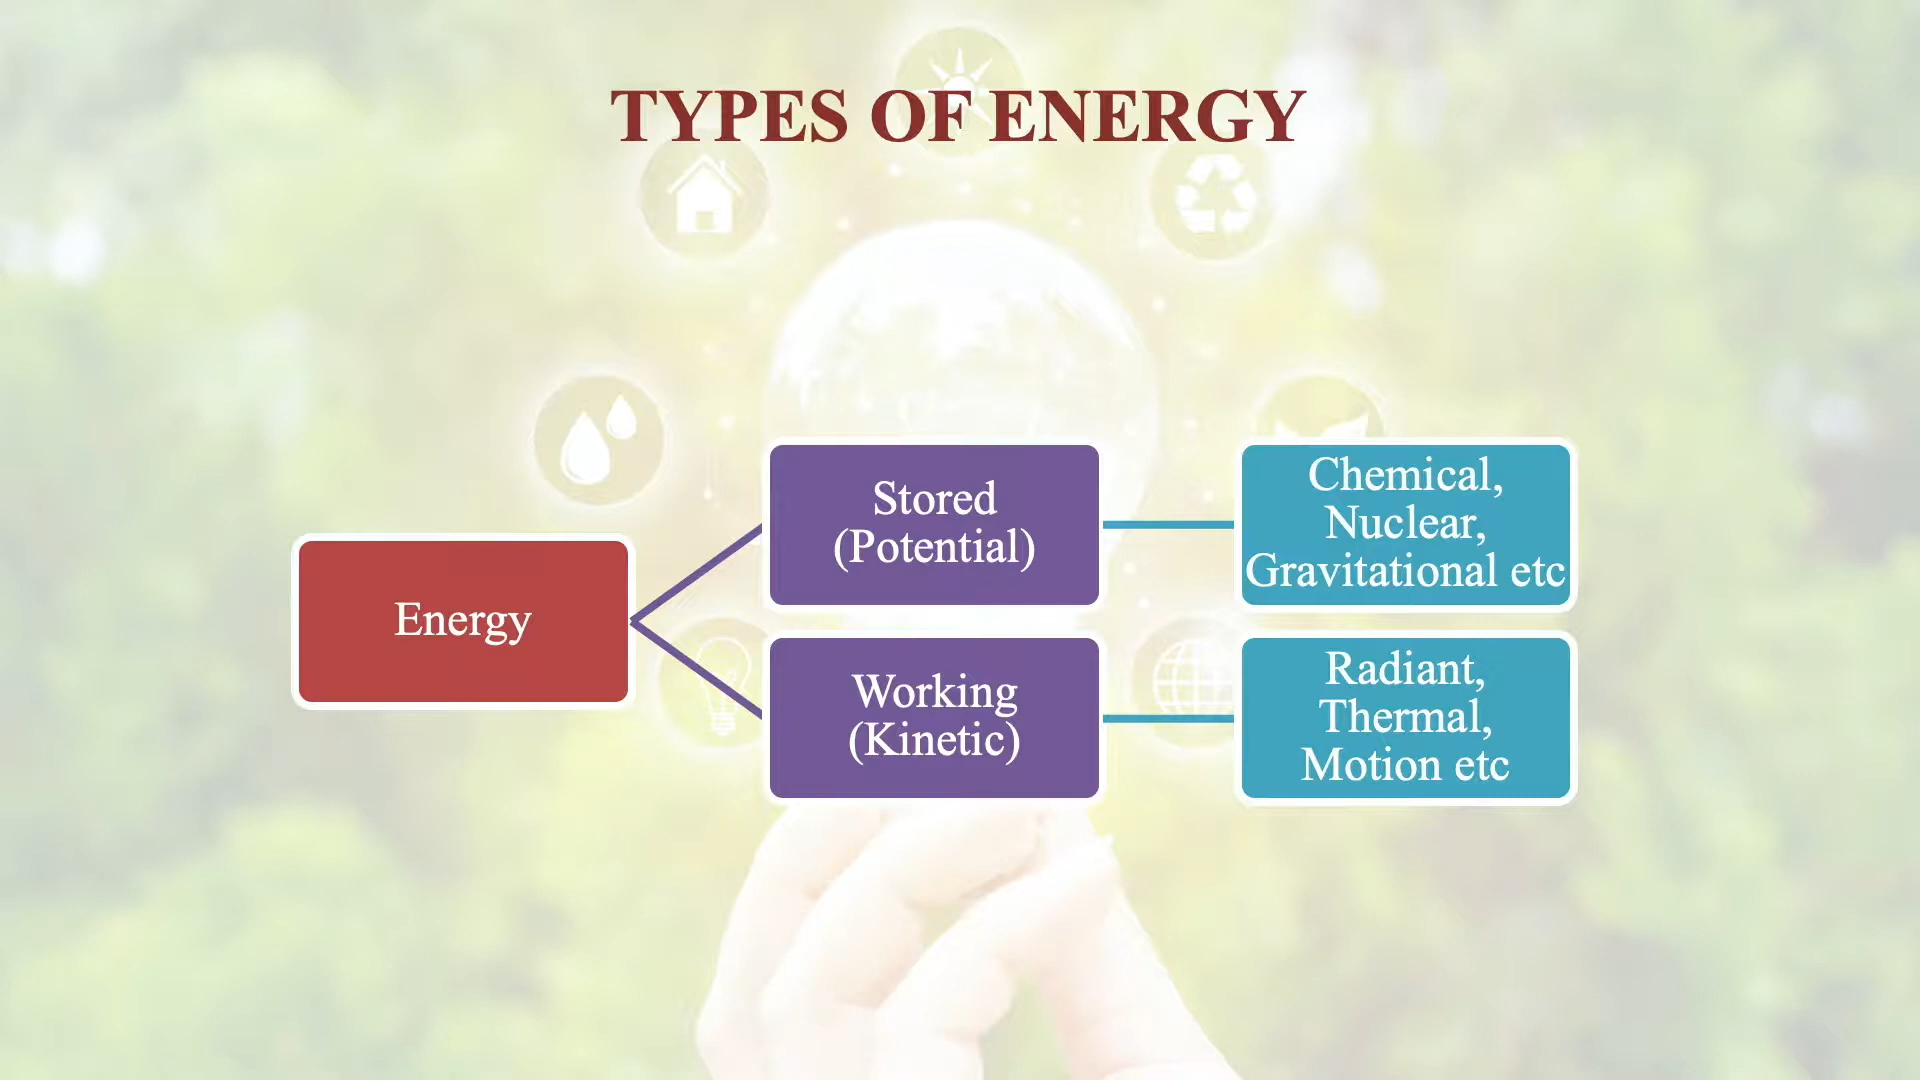 TYPES OF ENERGY
Energy
Stored
(Potential)
Chemical,
Nuclear,
Gravitational etc
Working
(Kinetic)
Radiant,
Thermal,
Motion etc